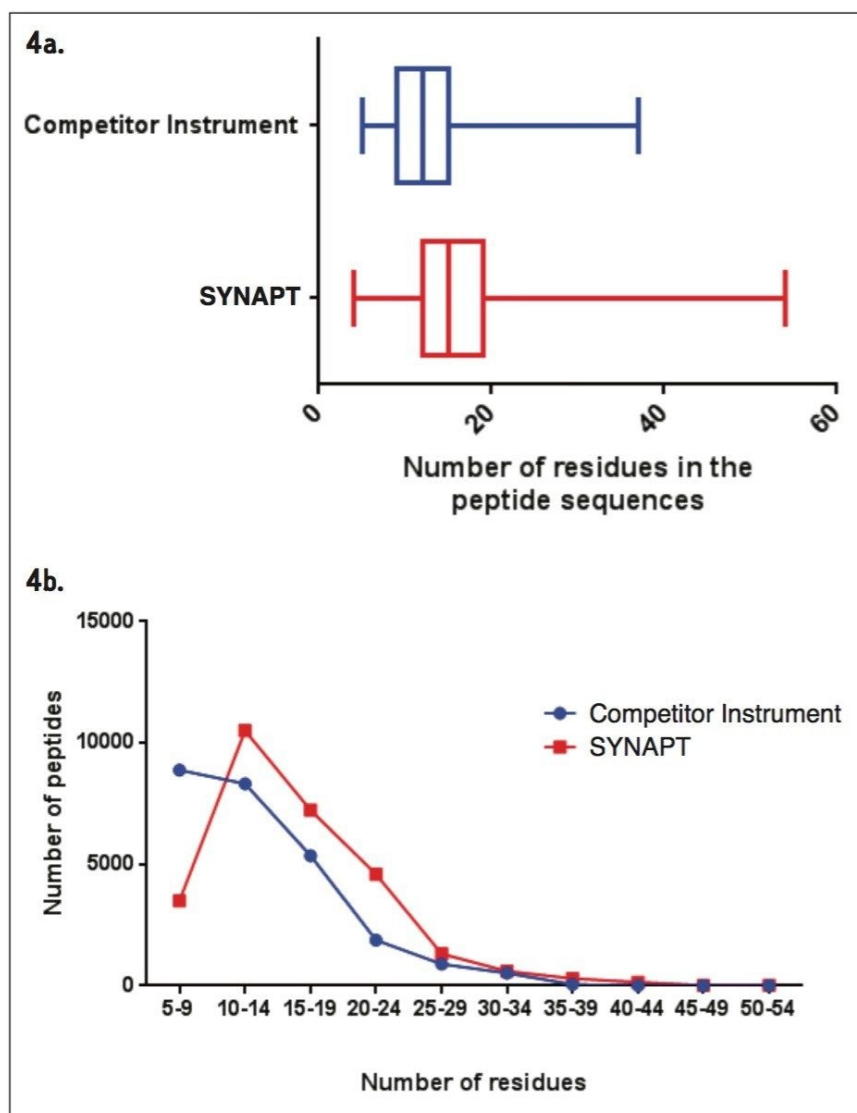 4a.
Competitor Instrument
SYNAPT
0 20 40 60
Number of residues in the
peptide sequences
4b.
15000
10000
5000
0
Number of peptides
Competitor Instrument
SYNAPT
5-9 10-14 15-19 20-24 25-29 30-34 35-39 40-44 45-49 50-54
Number of residues